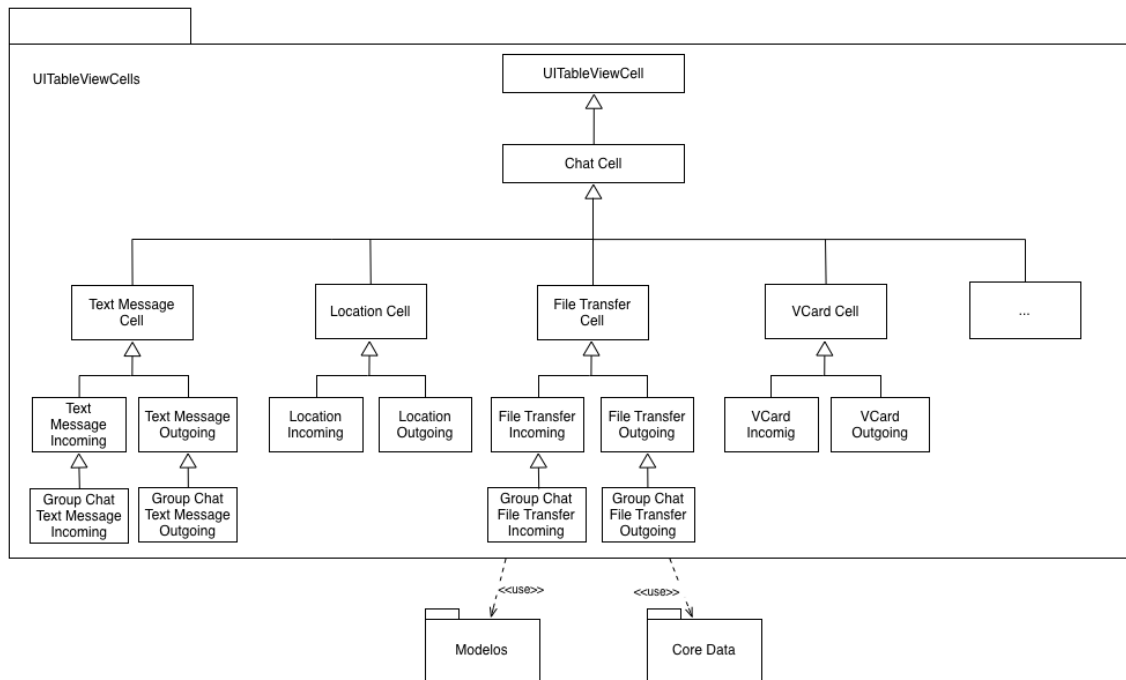 UITableViewCells
UITableViewCell
Chat Cell
Text Message
Cell
Location Cell
File Transfer
Cell
VCard Cell
...
Text
Message
Incoming
Text Message
Outgoing
Location
Incoming
Location
Outgoing
File Transfer
Incoming
File Transfer
Outgoing
VCard
Incomig
VCard
Outgoing
Group Chat
Text Message
Incoming
Group Chat
Text Message
Outgoing
Group Chat
File Transfer
Incoming
Group Chat
File Transfer
Outgoing
<<use>>
<<use>>
Modelos
Core Data